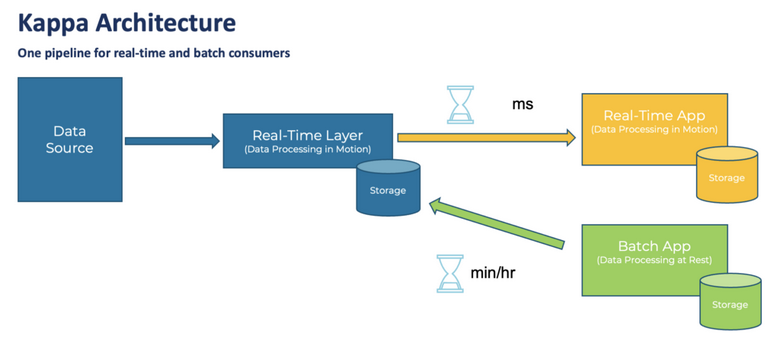 Kappa Architecture
One pipeline for real-time and batch consumers
Data
Source
Real-Time Layer
(Data Processing in Motion)
Storage
ms
Real-Time App
(Data Processing in Motion)
Storage
min/hr
Batch App
(Data Processing at Rest)
Storage